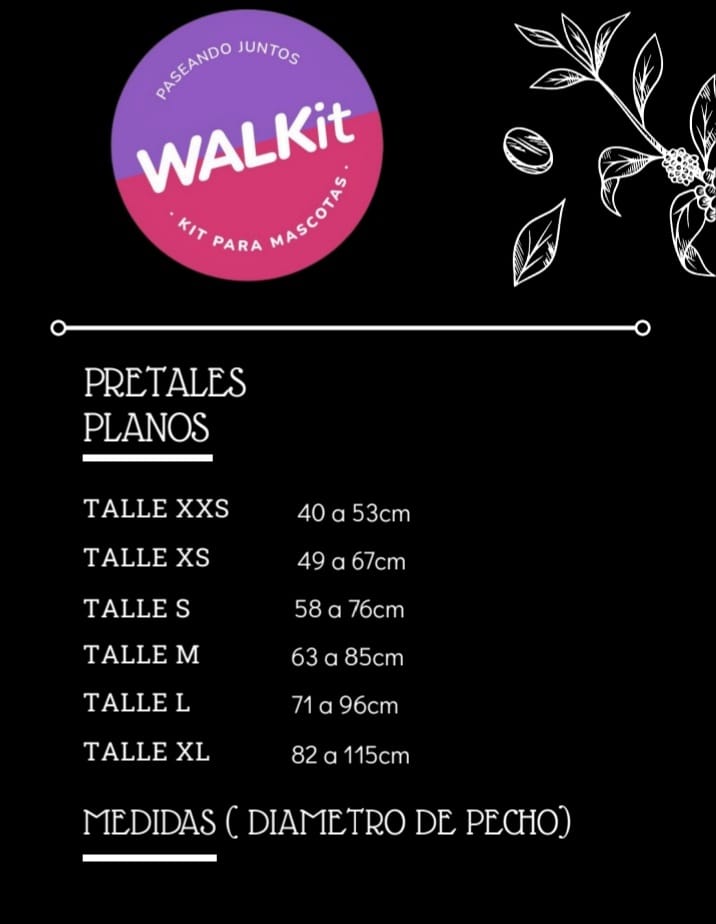 PASEANDO JUNTOS
WALKit
· KIT PARA MASCOTAS ·
PRETALES
PLANOS
TALLE XXS 40 a 53cm
TALLE XS 49 a 67cm
TALLE S 58 a 76cm
TALLE M 63 a 85cm
TALLE L 71 a 96cm
TALLE XL 82 a 115cm
MEDIDAS ( DIAMETRO DE PECHO)